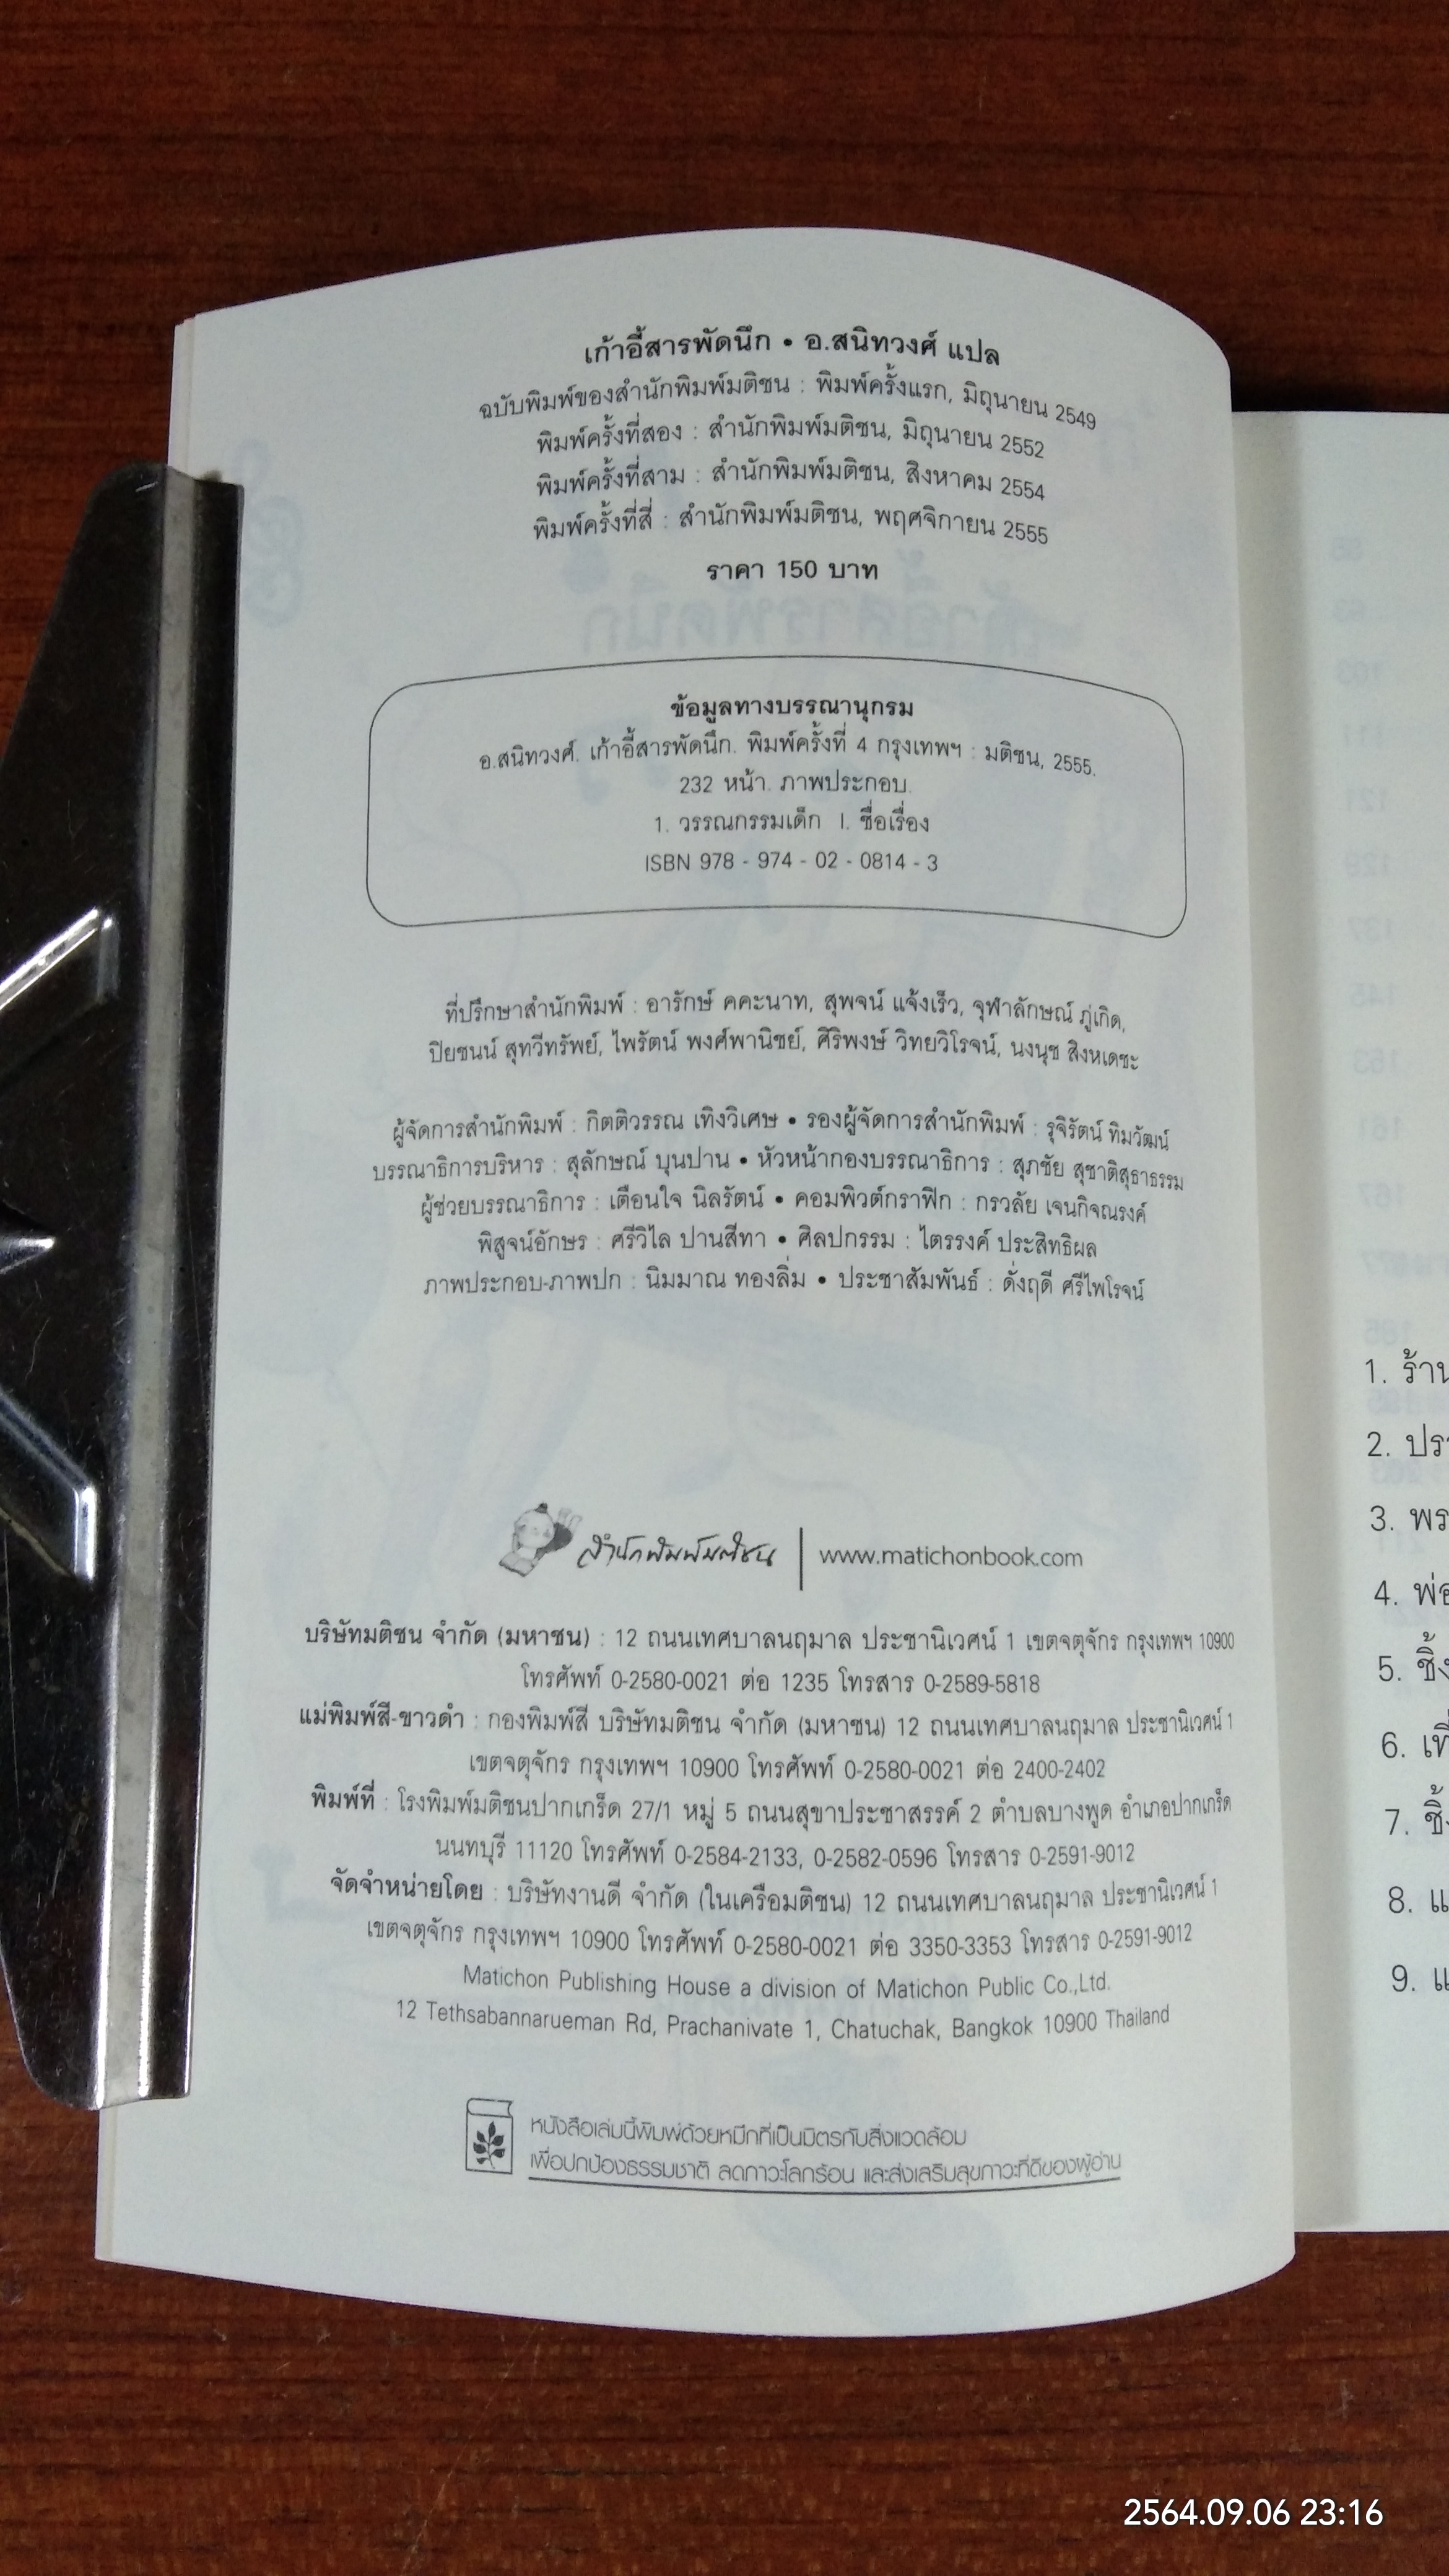 เก้าอี้สารพัดนึก • อ.สนิทวงศ์ แปล
ฉบับพิมพ์ของสำนักพิมพ์มติชน : พิมพ์ครั้งแรก, มิถุนายน 2549
พิมพ์ครั้งที่สอง : สำนักพิมพ์มติชน, มิถุนายน 2552
พิมพ์ครั้งที่สาม : สำนักพิมพ์มติชน, สิงหาคม 2554
พิมพ์ครั้งที่สี่ : สำนักพิมพ์มติชน, พฤศจิกายน 2555
ราคา 150 บาท
ข้อมูลทางบรรณานุกรม
อ.สนิทวงศ์. เก้าอี้สารพัดนึก. พิมพ์ครั้งที่ 4 กรุงเทพฯ : มติชน, 2555.
232 หน้า. ภาพประกอบ.
1. วรรณกรรมเด็ก I. ชื่อเรื่อง
ISBN 978 - 974 - 02 - 0814 - 3
ที่ปรึกษาสำนักพิมพ์ : อารักษ์ คคะนาท, สุพจน์ แจ้งเร็ว, จุฬาลักษณ์ ภู่เกิด,
ปิยชนน์ สุทวีทรัพย์, ไพรัตน์ พงศ์พานิชย์, ศิริพงษ์ วิทยวิโรจน์, นงนุช สิงหเดชะ
ผู้จัดการสำนักพิมพ์ : กิตติวรรณ เทิงวิเศษ • รองผู้จัดการสำนักพิมพ์ : รุจิรัตน์ ทิมวัฒน์
บรรณาธิการบริหาร : สุลักษณ์ บุนปาน • หัวหน้ากองบรรณาธิการ : สุภชัย สุชาติสุธาธรรม
ผู้ช่วยบรรณาธิการ : เตือนใจ นิลรัตน์ • คอมพิวต์กราฟิก : กรวลัย เจนกิจณรงค์
พิสูจน์อักษร : ศรีวิไล ปานสีทา • ศิลปกรรม : ไตรรงค์ ประสิทธิผล
ภาพประกอบ-ภาพปก : นิมมาณ ทองลิ่ม • ประชาสัมพันธ์ : ดั่งฤดี ศรีไพโรจน์
สำนักพิมพ์มติชน | www.matichonbook.com
บริษัทมติชน จำกัด (มหาชน) : 12 ถนนเทศบาลนฤมาล ประชานิเวศน์ 1 เขตจตุจักร กรุงเทพฯ 10900
โทรศัพท์ 0-2580-0021 ต่อ 1235 โทรสาร 0-2589-5818
แม่พิมพ์สี-ขาวดำ : กองพิมพ์สี บริษัทมติชน จำกัด (มหาชน) 12 ถนนเทศบาลนฤมาล ประชานิเวศน์ 1
เขตจตุจักร กรุงเทพฯ 10900 โทรศัพท์ 0-2580-0021 ต่อ 2400-2402
พิมพ์ที่ : โรงพิมพ์มติชนปากเกร็ด 27/1 หมู่ 5 ถนนสุขาประชาสรรค์ 2 ตำบลบางพูด อำเภอปากเกร็ด
นนทบุรี 11120 โทรศัพท์ 0-2584-2133, 0-2582-0596 โทรสาร 0-2591-9012
จัดจำหน่ายโดย : บริษัทงานดี จำกัด (ในเครือมติชน) 12 ถนนเทศบาลนฤมาล ประชานิเวศน์ 1
เขตจตุจักร กรุงเทพฯ 10900 โทรศัพท์ 0-2580-0021 ต่อ 3350-3353 โทรสาร 0-2591-9012
Matichon Publishing House a division of Matichon Public Co.,Ltd.
12 Tethsabannarueman Rd, Prachanivate 1, Chatuchak, Bangkok 10900 Thailand
หนังสือเล่มนี้พิมพ์ด้วยหมึกที่เป็นมิตรกับสิ่งแวดล้อม
เพื่อปกป้องธรรมชาติ ลดภาวะโลกร้อน และส่งเสริมสุขภาวะที่ดีของผู้อ่าน
1. ร้าน
2.
3.
4.
5.
6.
7.
8.
9.
2564.09.06 23:16